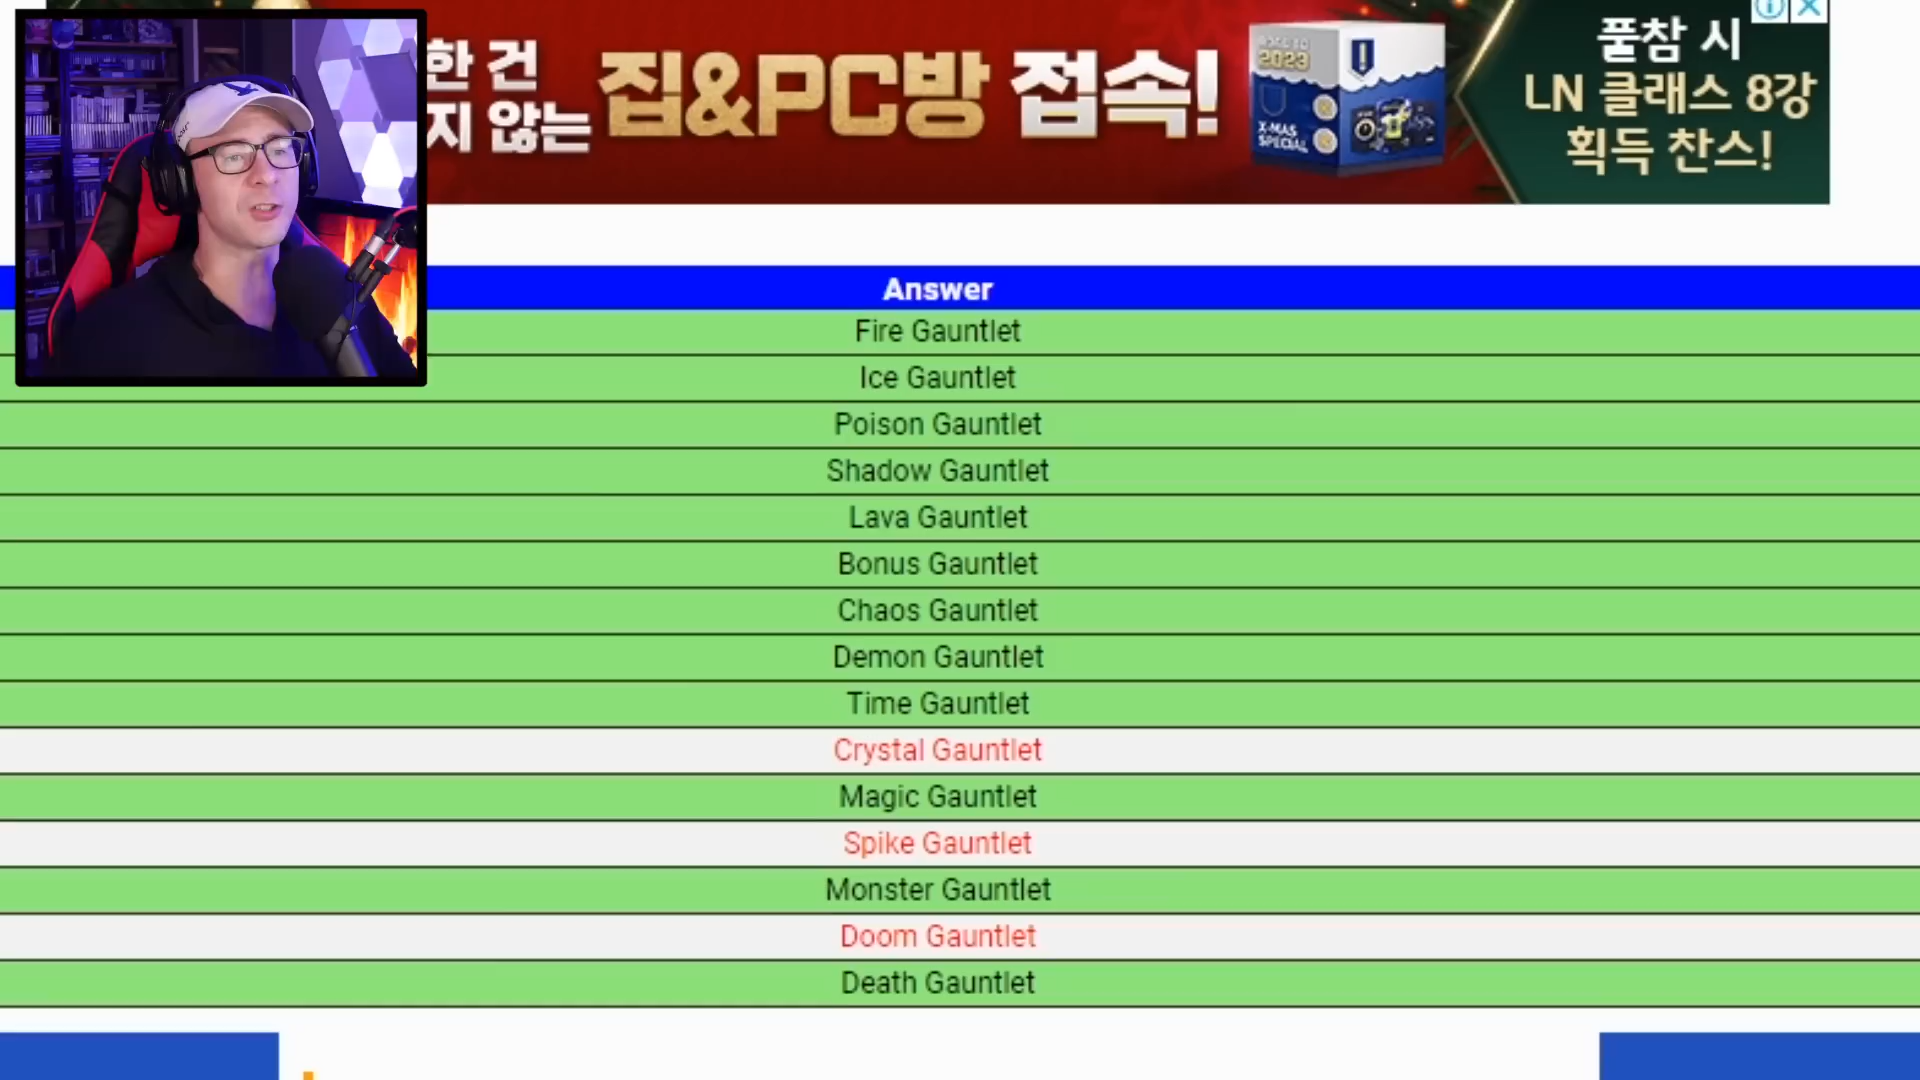 한 건
지 않는
집&PC방 접속!
2023
X-MAS
SPECIAL
풀참 시
LN 클래스 8강
획득 찬스!
Answer
Fire Gauntlet
Ice Gauntlet
Poison Gauntlet
Shadow Gauntlet
Lava Gauntlet
Bonus Gauntlet
Chaos Gauntlet
Demon Gauntlet
Time Gauntlet
Crystal Gauntlet
Magic Gauntlet
Spike Gauntlet
Monster Gauntlet
Doom Gauntlet
Death Gauntlet